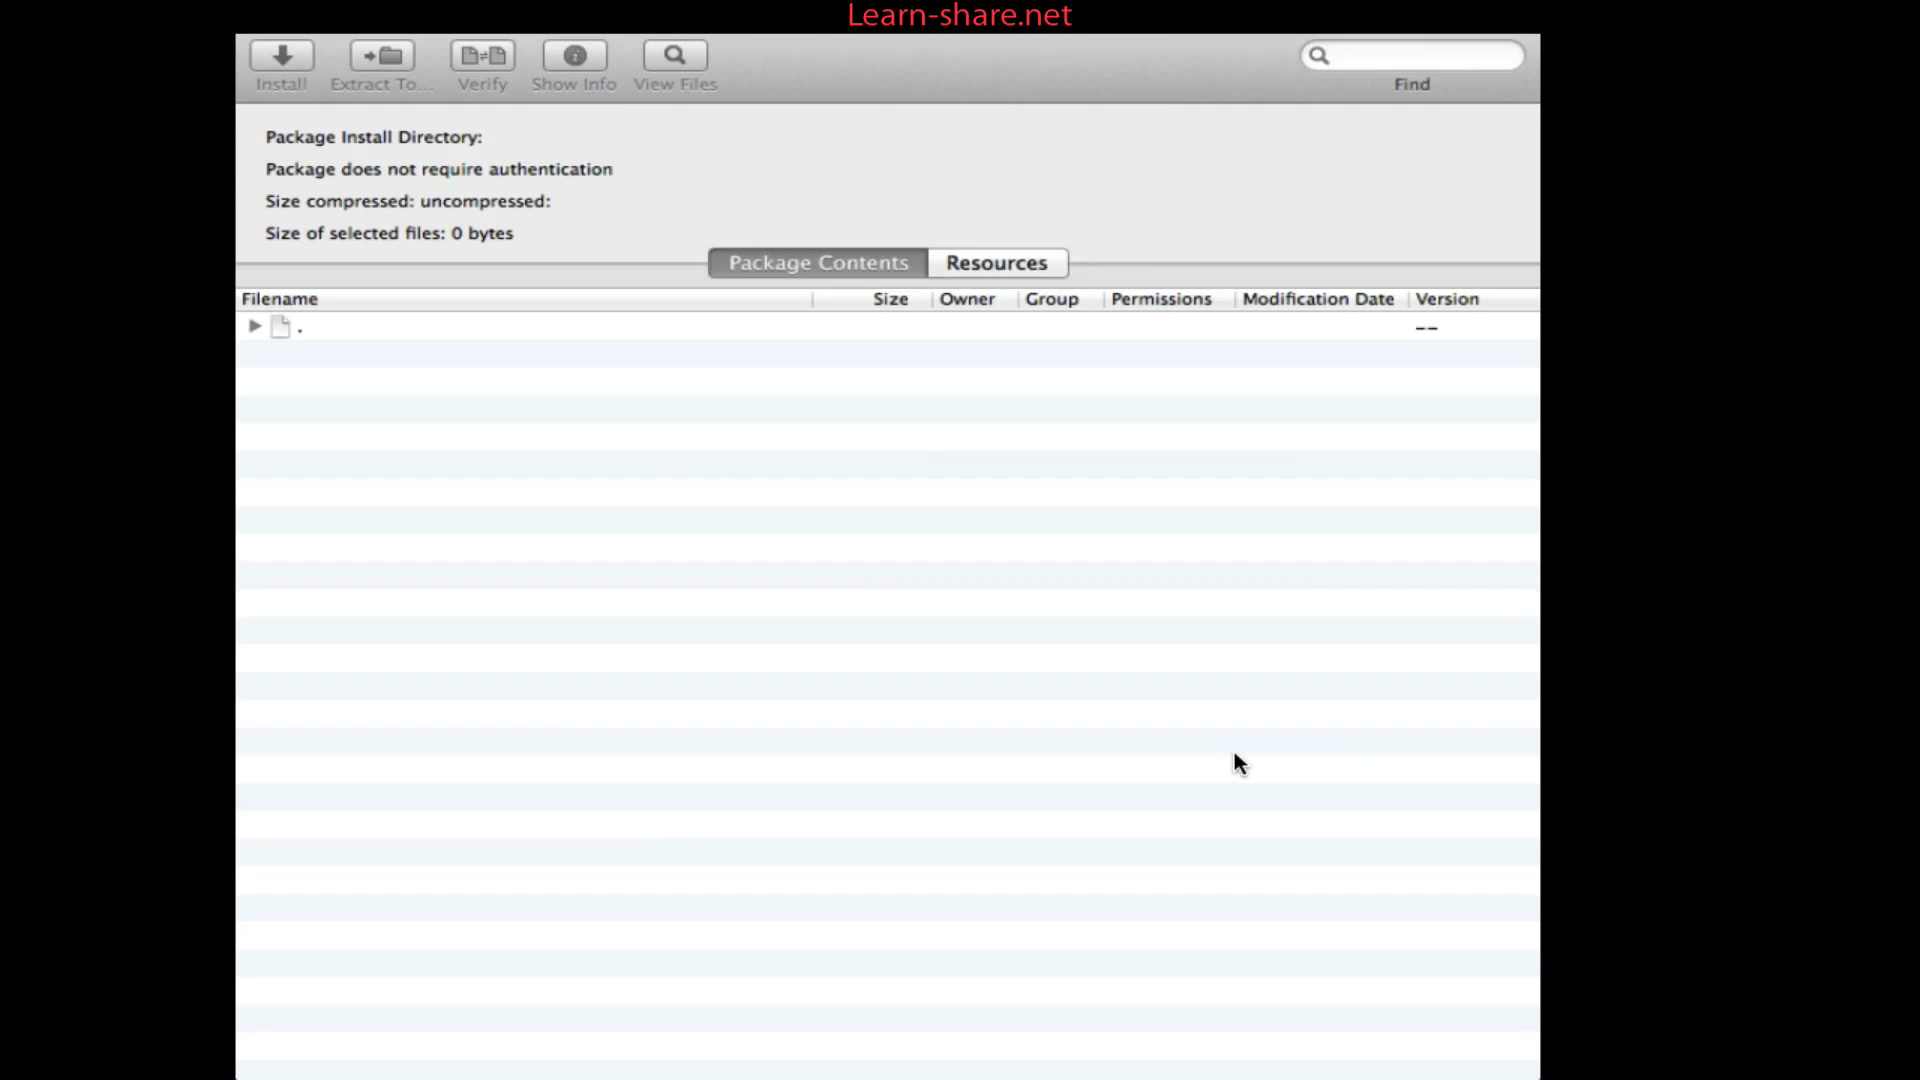 Learn-share.net
Install Extract To... Verify Show Info View Files Find
Package Install Directory:
Package does not require authentication
Size compressed: uncompressed:
Size of selected files: 0 bytes
Package Contents Resources
Filename Size Owner Group Permissions Modification Date Version
. --